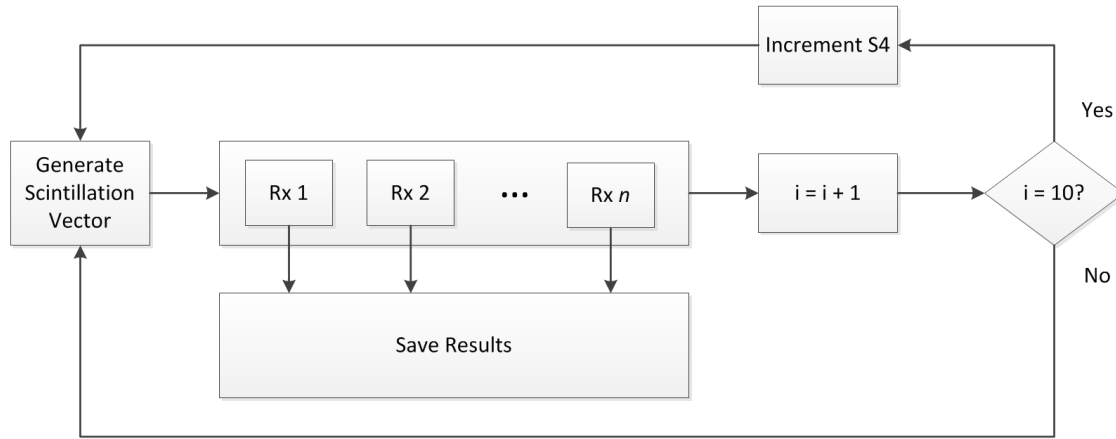 Increment S4
Yes
Generate
Scintillation
Vector
Rx 1
Rx 2
...
Rx n
i = i + 1
i = 10?
No
Save Results